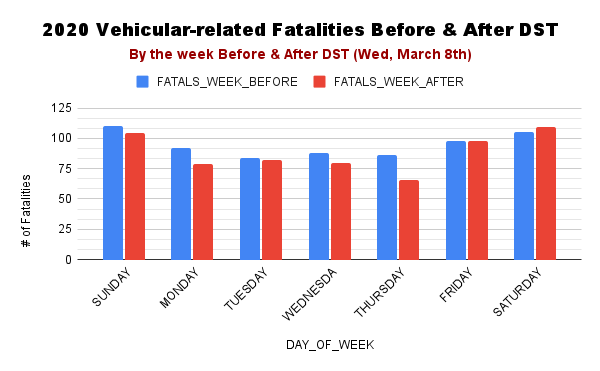 2020 Vehicular-related Fatalities Before & After DST
By the week Before & After DST (Wed, March 8th)
FATALS_WEEK_BEFORE FATALS_WEEK_AFTER
# of Fatalities
125
100
75
50
25
0
SUNDAY MONDAY TUESDAY WEDNESDA THURSDAY FRIDAY SATURDAY
DAY_OF_WEEK